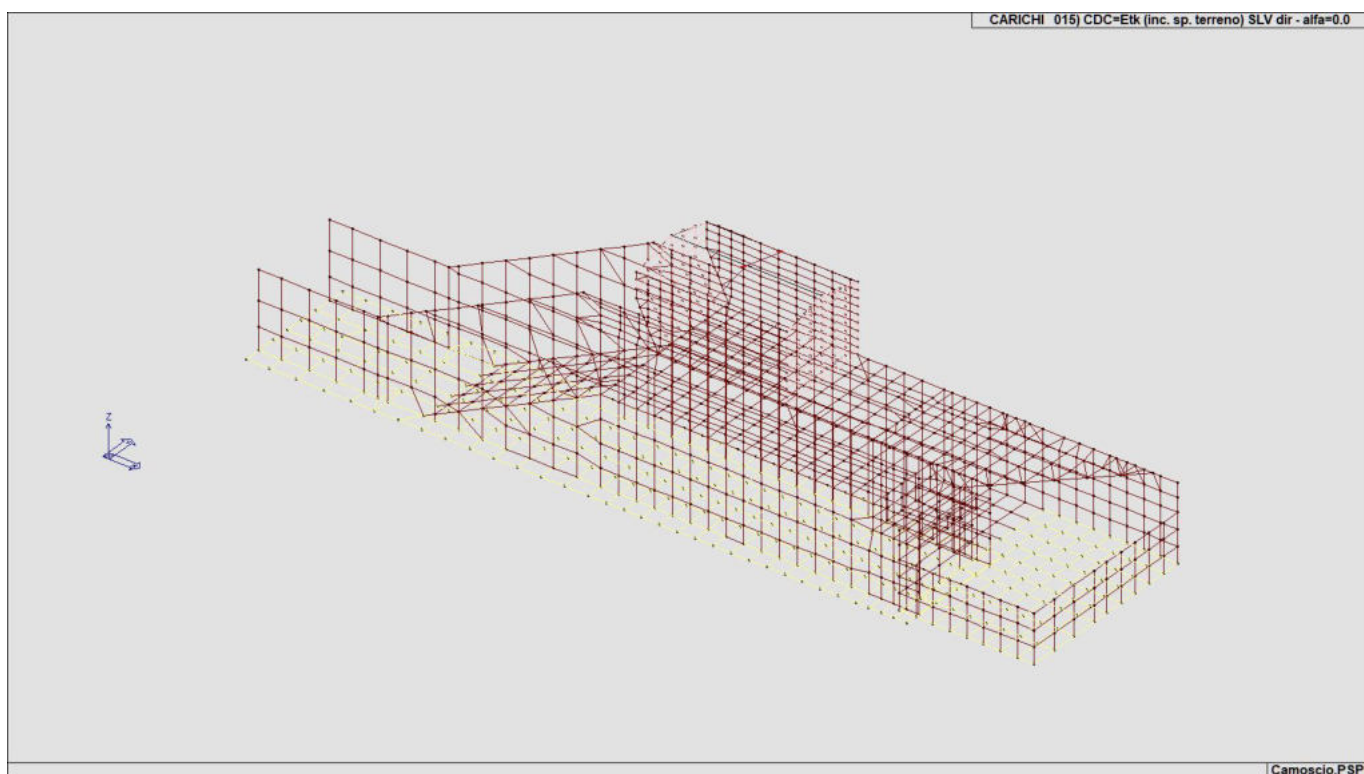 CARICHI 015) CDC=Etk (inc. sp. terreno) SLV dir - alfa=0.0
Z
Camoscio.PSP